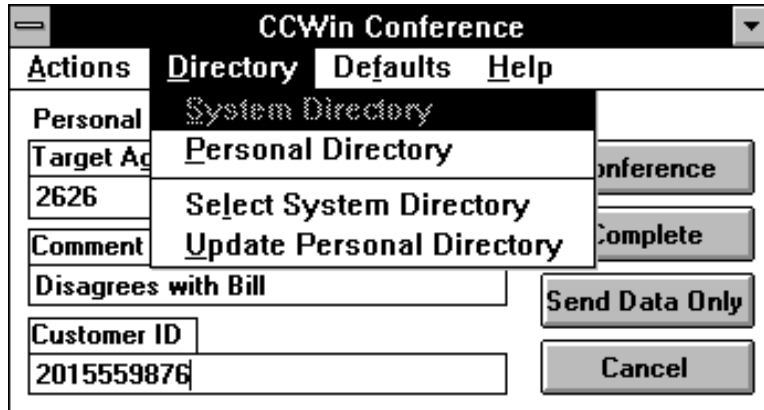 CCWin Conference
Actions Directory Defaults Help
System Directory
Personal Directory
Select System Directory
Update Personal Directory
Personal
Target Ag
2626
Comment
Disagrees with Bill
Customer ID
2015559876
onference
Complete
Send Data Only
Cancel